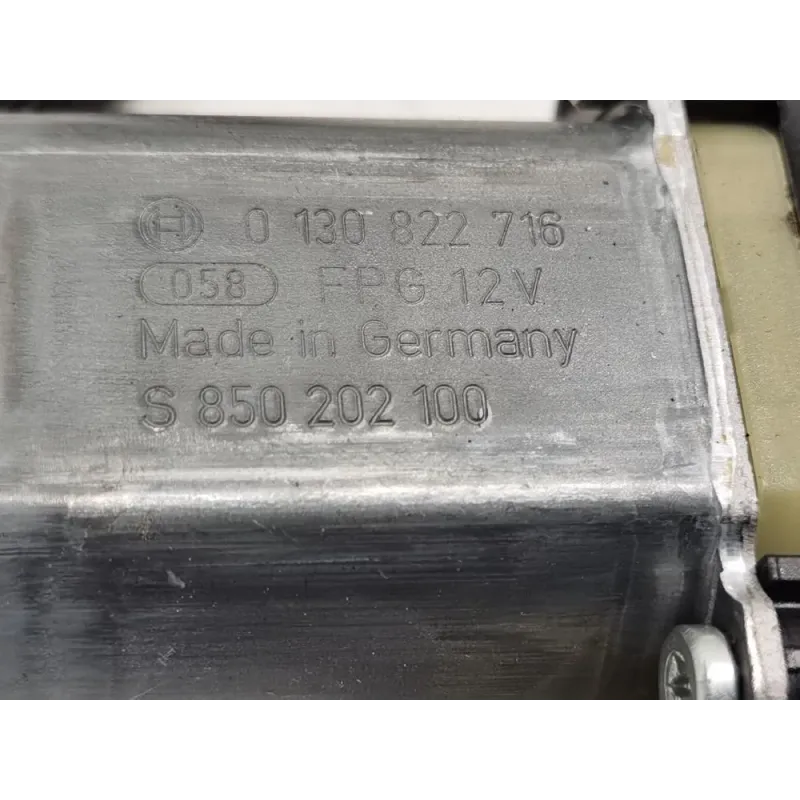 0 130 822 716
058 FPG 12V
Made in Germany
S 850 202 100